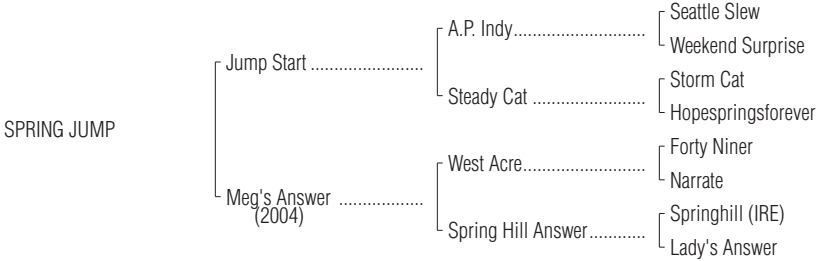 Seattle Slew
A.P. Indy..............................
Weekend Surprise
Jump Start ..........................
Storm Cat
Steady Cat ..........................
Hopespringsforever
SPRING JUMP
Forty Niner
West Acre............................
Narrate
Meg's Answer ...................
(2004)
Springhill (IRE)
Spring Hill Answer.............
Lady's Answer